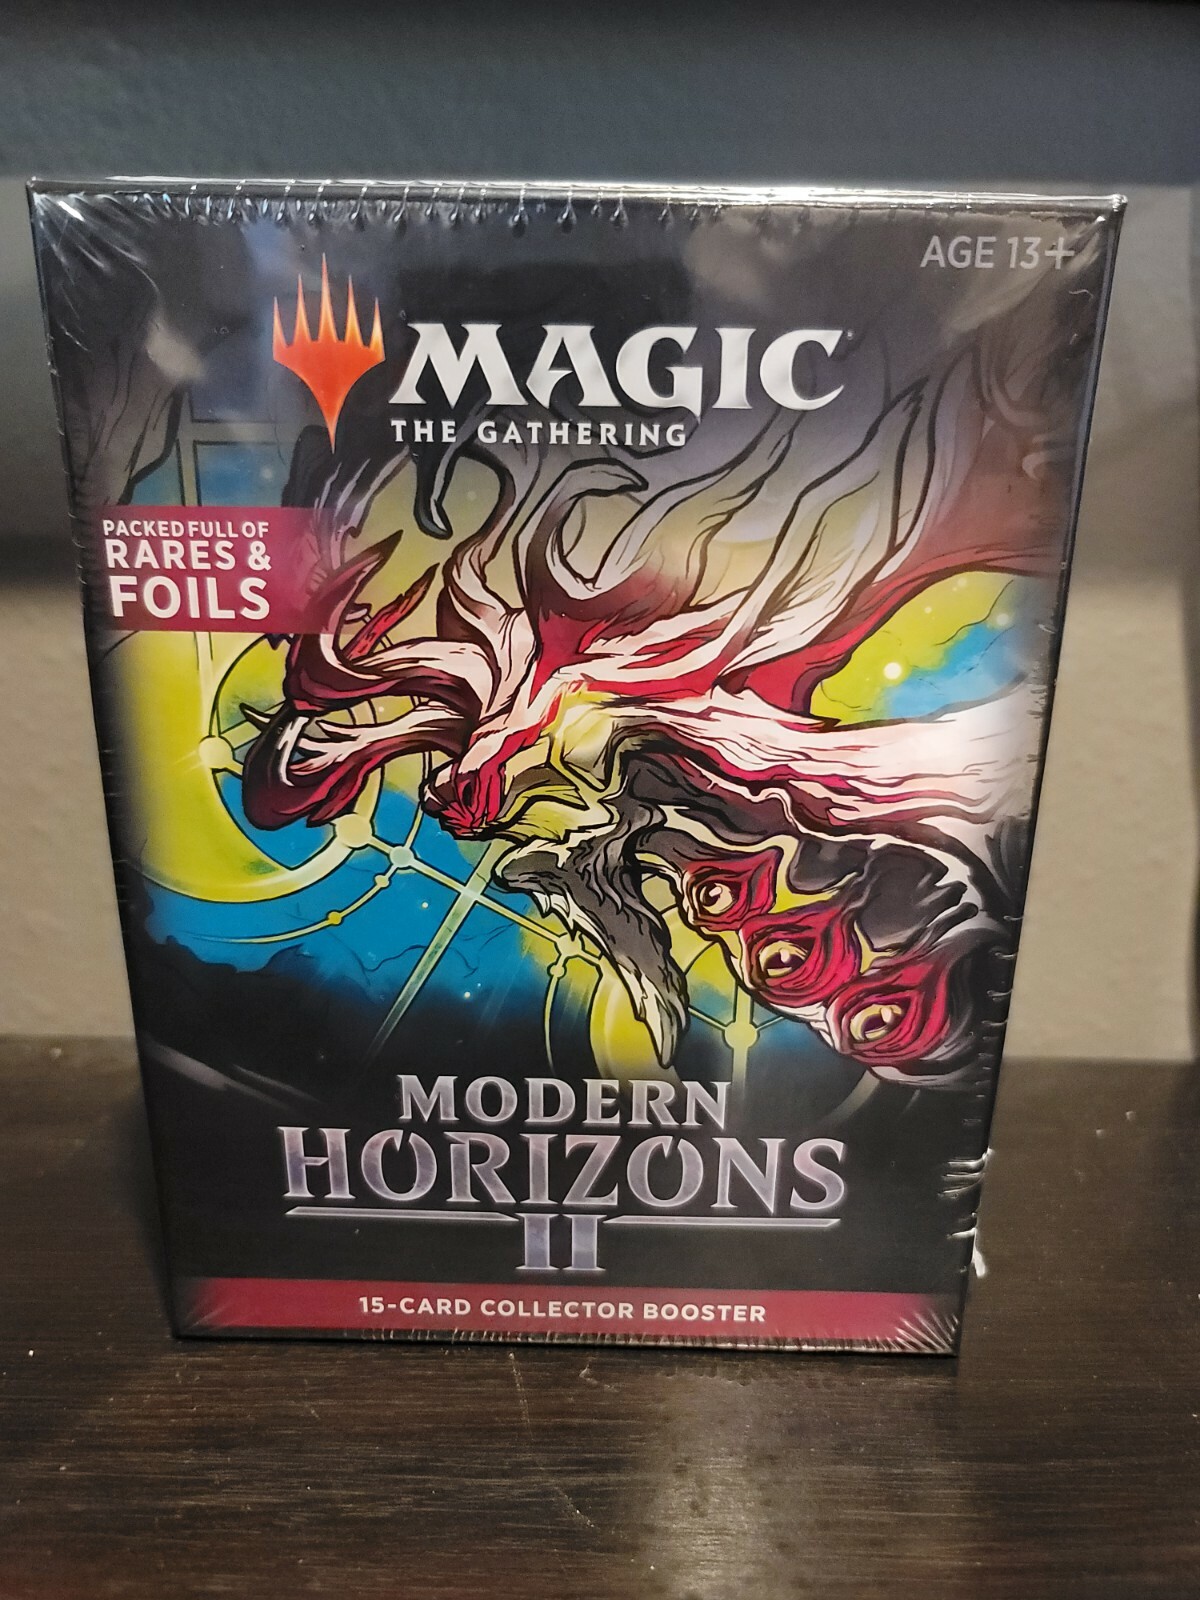 AGE 13+
MAGIC
THE GATHERING
PACKED FULL OF
RARES &
FOILS
MODERN
HORIZONS
II
15-CARD COLLECTOR BOOSTER